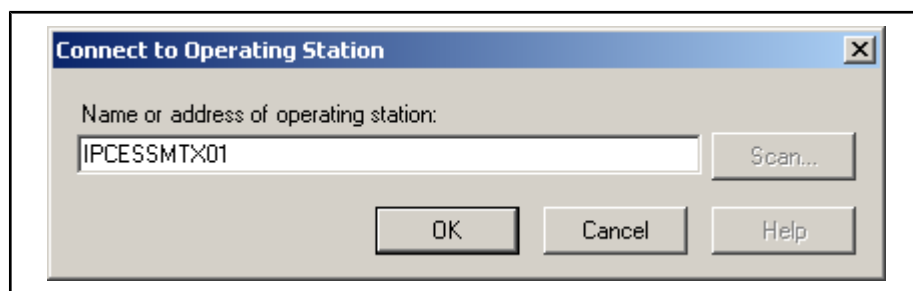 Connect to Operating Station
Name or address of operating station:
IPCESSMTX01
Scan...
OK
Cancel
Help